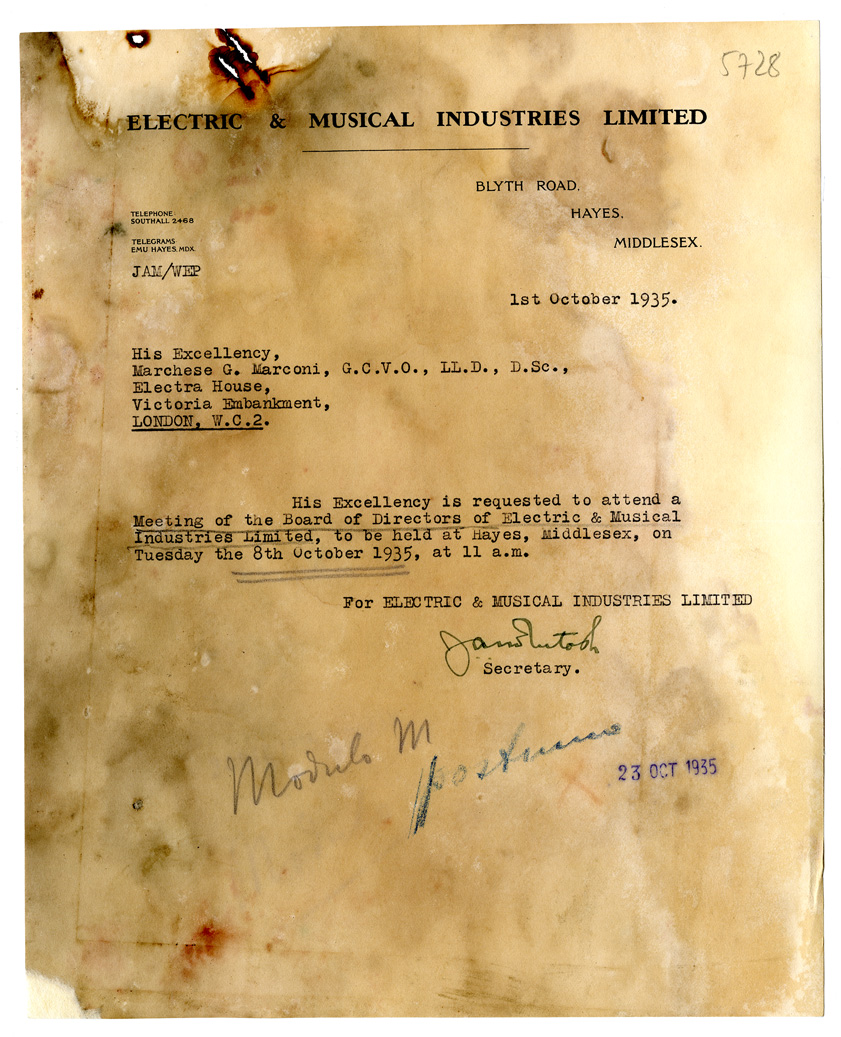 5728
ELECTRIC & MUSICAL INDUSTRIES LIMITED
BLYTH ROAD,
HAYES,
MIDDLESEX.
TELEPHONE
SOUTHALL 2468
TELEGRAMS
EMU HAYES, MDX.
JAM/WEP
1st October 1935.
His Excellency,
Marchese G. Marconi, G.C.V.O., LL.D., D.Sc.,
Electra House,
Victoria Embankment,
LONDON, W.C.2.
His Excellency is requested to attend a
Meeting of the Board of Directors of Electric & Musical
Industries Limited, to be held at Hayes, Middlesex, on
Tuesday the 8th October 1935, at 11 a.m.
For ELECTRIC & MUSICAL INDUSTRIES LIMITED
Secretary.
Modulo M
23 OCT 1935